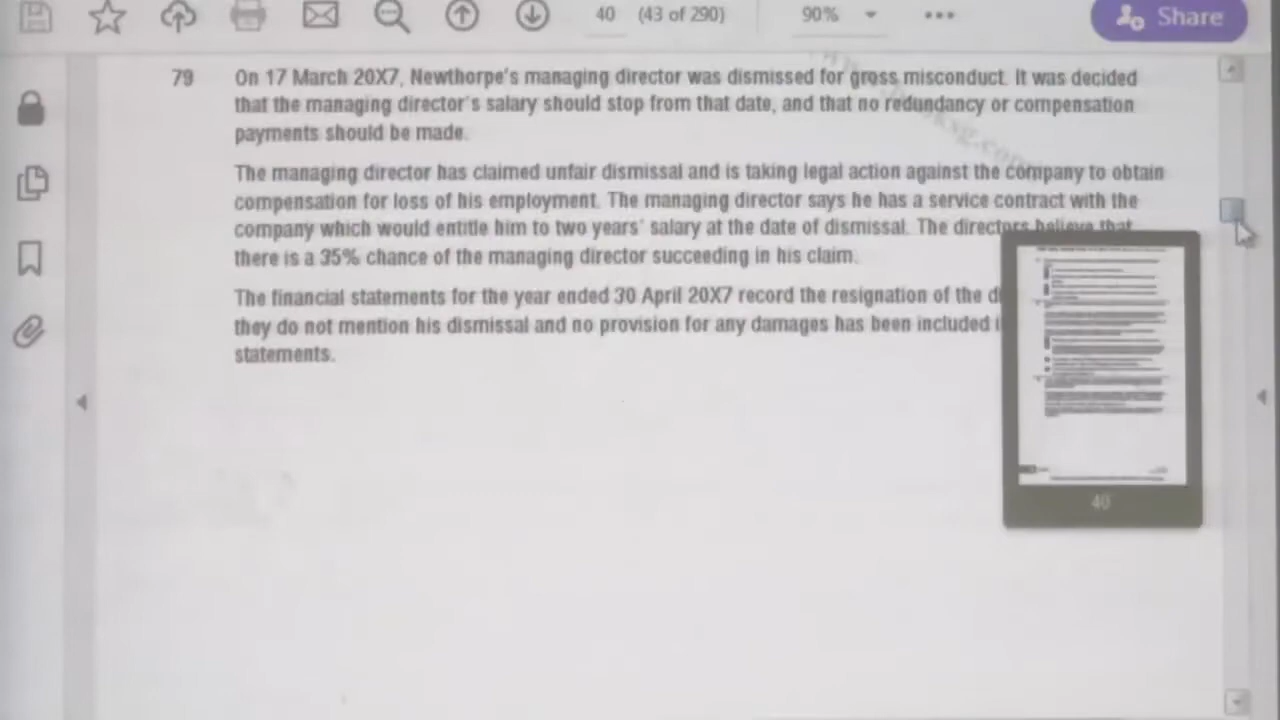 40 (43 of 290) 90% Share
79 On 17 March 20X7, Newthorpe's managing director was dismissed for gross misconduct. It was decided
that the managing director's salary should stop from that date, and that no redundancy or compensation
payments should be made.
The managing director has claimed unfair dismissal and is taking legal action against the company to obtain
compensation for loss of his employment. The managing director says he has a service contract with the
company which would entitle him to two years' salary at the date of dismissal. The directors believe that
there is a 35% chance of the managing director succeeding in his claim.
The financial statements for the year ended 30 April 20X7 record the resignation of the
they do not mention his dismissal and no provision for any damages has been included
statements.
40